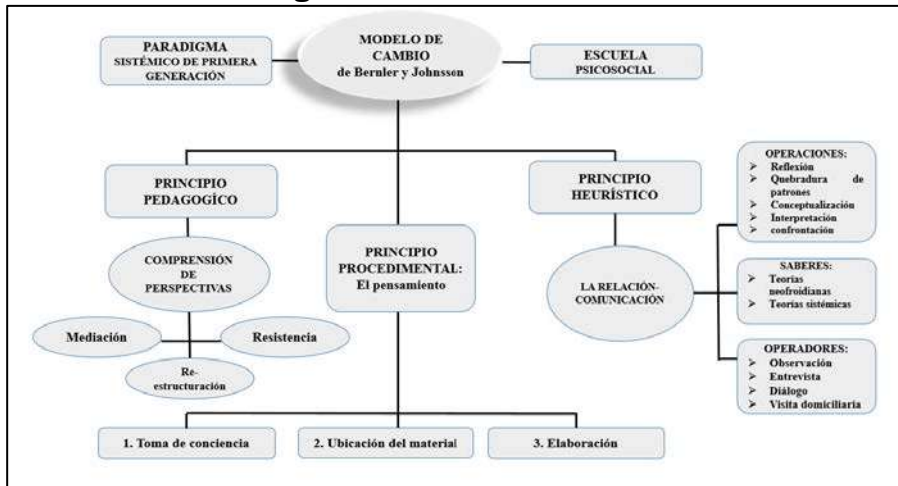 MODELO DE
CAMBIO
de Bernler y Johnsson
PARADIGMA
SISTÉMICO DE PRIMERA
GENERACIÓN
ESCUELA
PSICOSOCIAL
PRINCIPIO
PEDAGOGÍCO
COMPRENSIÓN
DE
PERSPECTIVAS
Mediación
Resistencia
Re-
estructuración
PRINCIPIO
PROCEDIMENTAL:
El pensamiento
1. Toma de conciencia
2. Ubicación del material
3. Elaboración
PRINCIPIO
HEURÍSTICO
LA RELACIÓN-
COMUNICACIÓN
OPERACIONES:
➢ Reflexión
➢ Quebradura de
patrones
➢ Conceptualización
➢ Interpretación
➢ confrontación
SABERES:
➢ Teorías
neofroidianas
➢ Teorías sistémicas
OPERADORES:
➢ Observación
➢ Entrevista
➢ Diálogo
➢ Visita domiciliaria